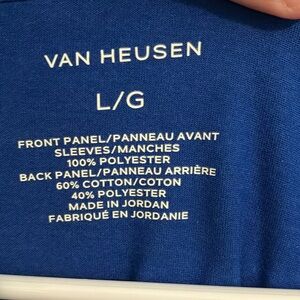 VAN HEUSEN
L/G
FRONT PANEL/PANNEAU AVANT
SLEEVES/MANCHES
100% POLYESTER
BACK PANEL/PANNEAU ARRIÈRE
60% COTTON/COTON
40% POLYESTER
MADE IN JORDAN
FABRIQUÉ EN JORDANIE